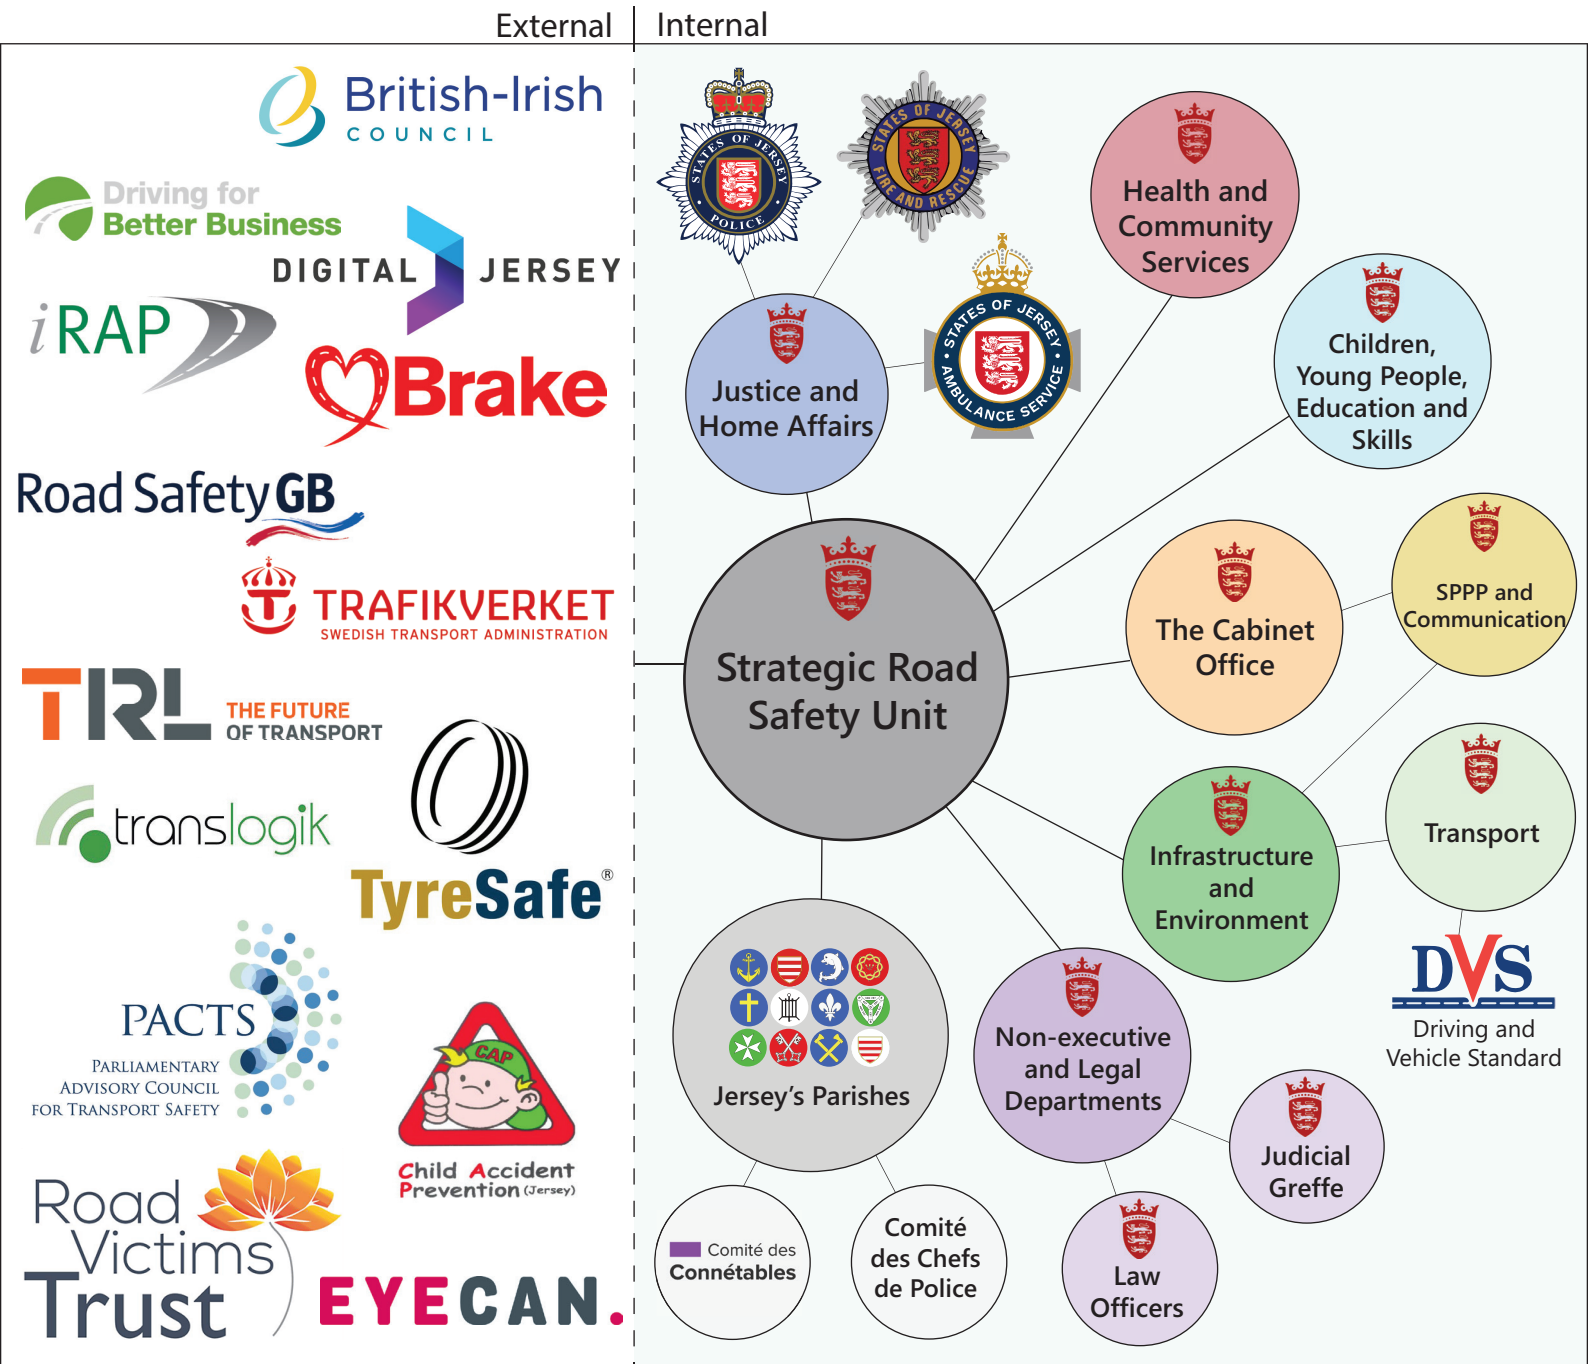 External
Internal
British-Irish
COUNCIL
Driving for
Better Business
DIGITAL JERSEY
iRAP
Brake
Road Safety GB
TRAFIKVERKET
SWEDISH TRANSPORT ADMINISTRATION
TRL THE FUTURE
OF TRANSPORT
translogik
TyreSafe®
PACTS
PARLIAMENTARY
ADVISORY COUNCIL
FOR TRANSPORT SAFETY
CAP
Child Accident
Prevention (Jersey)
Road
Victims
Trust
EYECAN.
STATES OF JERSEY
POLICE
STATES OF JERSEY
FIRE AND RESCUE
STATES OF JERSEY
AMBULANCE SERVICE
Justice and
Home Affairs
Health and
Community
Services
Children,
Young People,
Education and
Skills
Strategic Road
Safety Unit
The Cabinet
Office
SPPP and
Communication
Infrastructure
and
Environment
Transport
DVS
Driving and
Vehicle Standard
Non-executive
and Legal
Departments
Judicial
Greffe
Law
Officers
Jersey's Parishes
Comité des
Connétables
Comité
des Chefs
de Police